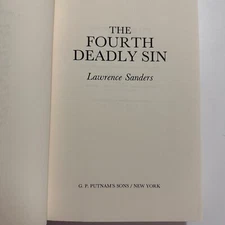 THE
FOURTH
DEADLY SIN
Lawrence Sanders
G. P. PUTNAM'S SONS / NEW YORK